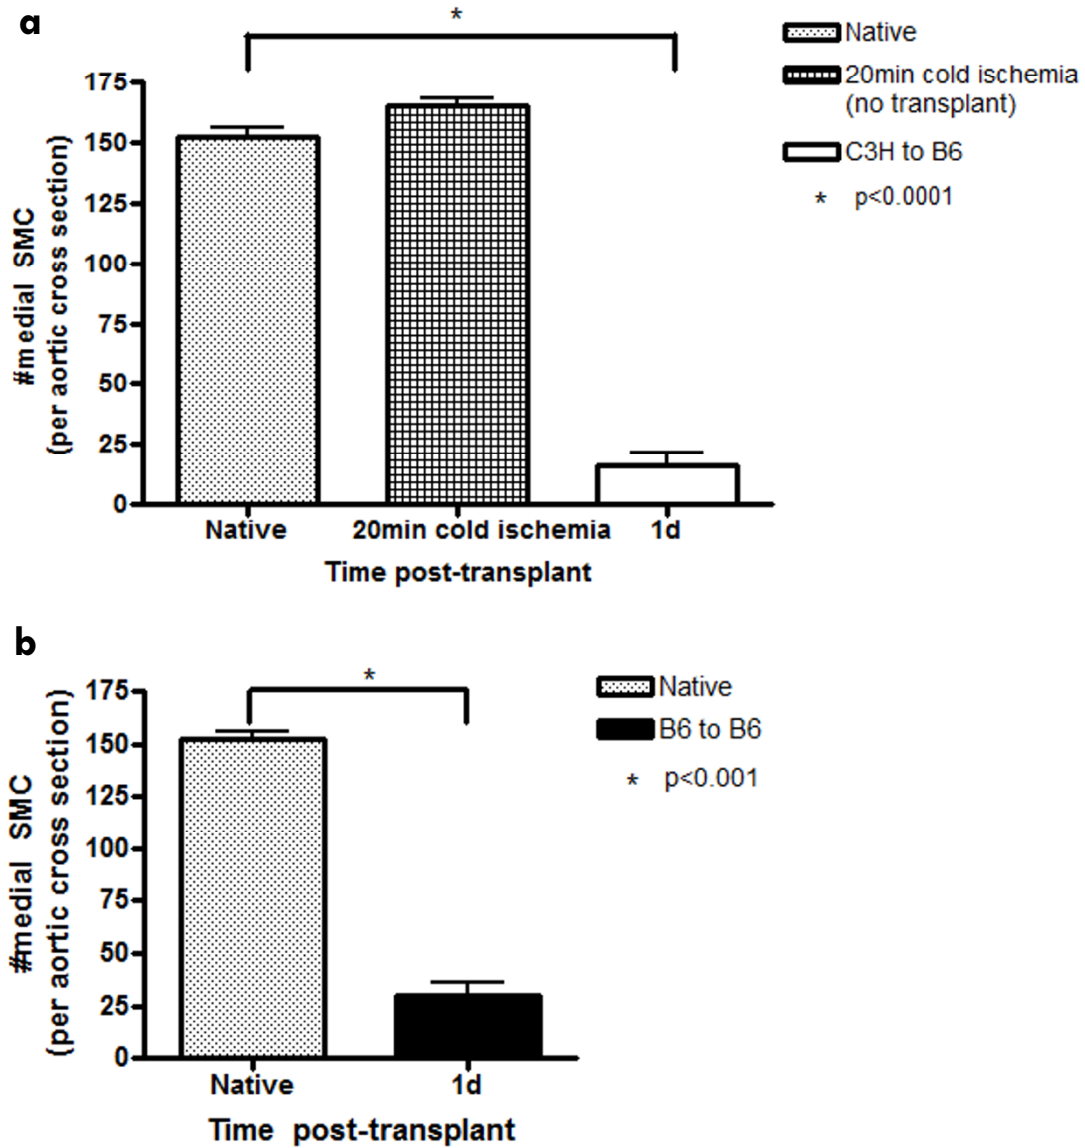 a
*
175
150
125
100
75
50
25
0
#medial SMC
(per aortic cross section)
Native
20min cold ischemia
1d
Time post-transplant
Native
20min cold ischemia
(no transplant)
C3H to B6
* p<0.0001
b
*
175
150
125
100
75
50
25
0
#medial SMC
(per aortic cross section)
Native
1d
Time post-transplant
Native
B6 to B6
* p<0.001